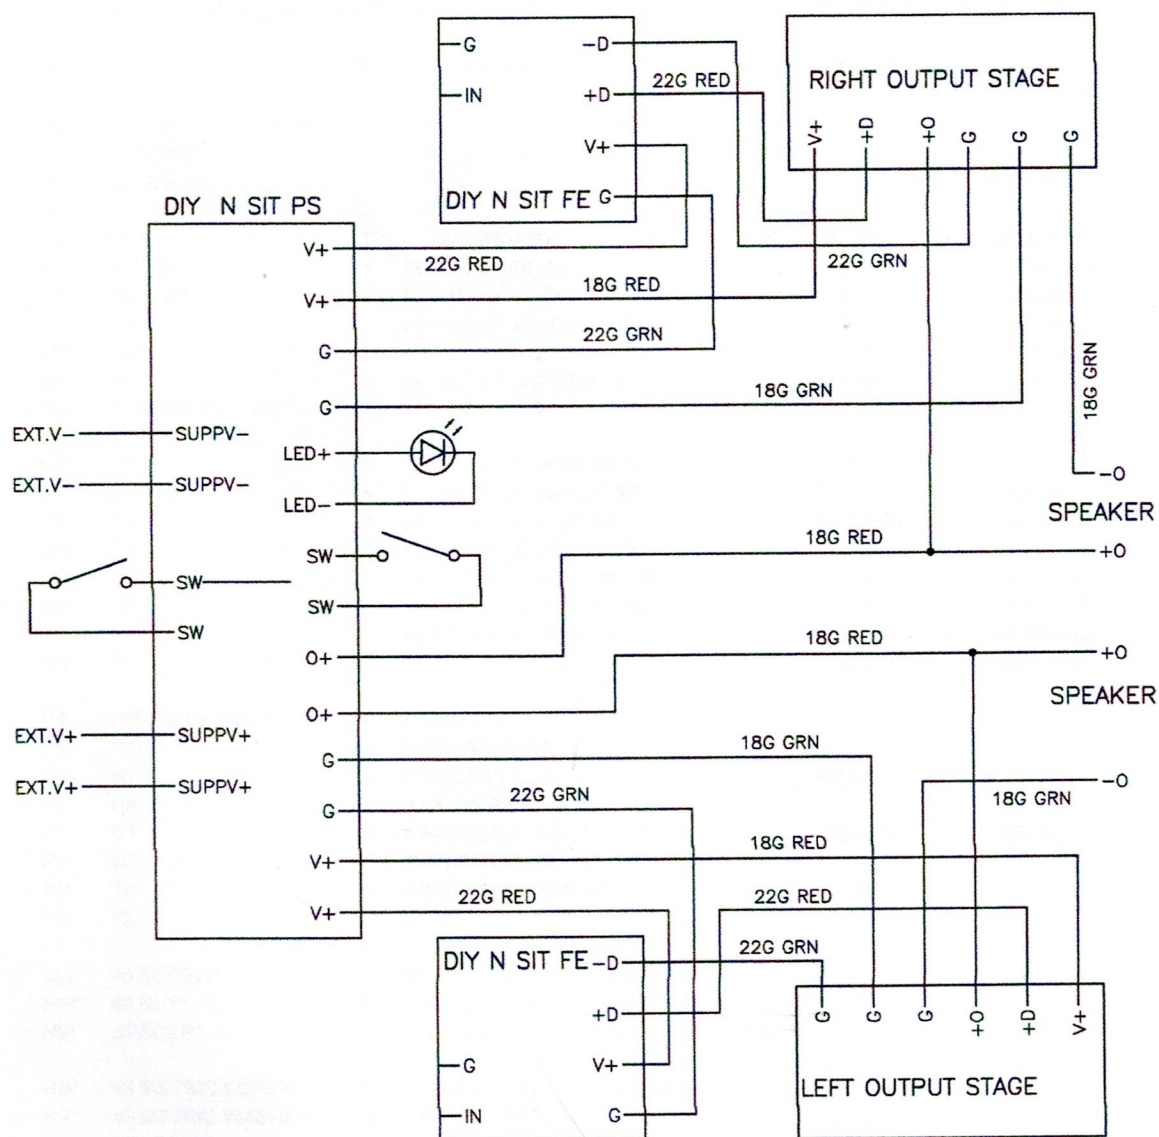 G
-D
IN
22G RED
+D
V+
DIY N SIT FE
G
RIGHT OUTPUT STAGE
V+
+D
+O
G
G
G
DIY N SIT PS
V+
22G RED
22G GRN
V+
18G RED
G
22G GRN
G
18G GRN
18G GRN
EXT.V-
SUPPV-
LED+
EXT.V-
SUPPV-
LED-
-O
SPEAKER
SW
18G RED
+O
SW
SW
SW
O+
18G RED
+O
SPEAKER
O+
EXT.V+
SUPPV+
G
18G GRN
EXT.V+
SUPPV+
G
22G GRN
-O
18G GRN
V+
18G RED
V+
22G RED
22G RED
DIY N SIT FE
-D
22G GRN
+D
G
V+
IN
G
G
G
G
+O
+D
V+
LEFT OUTPUT STAGE